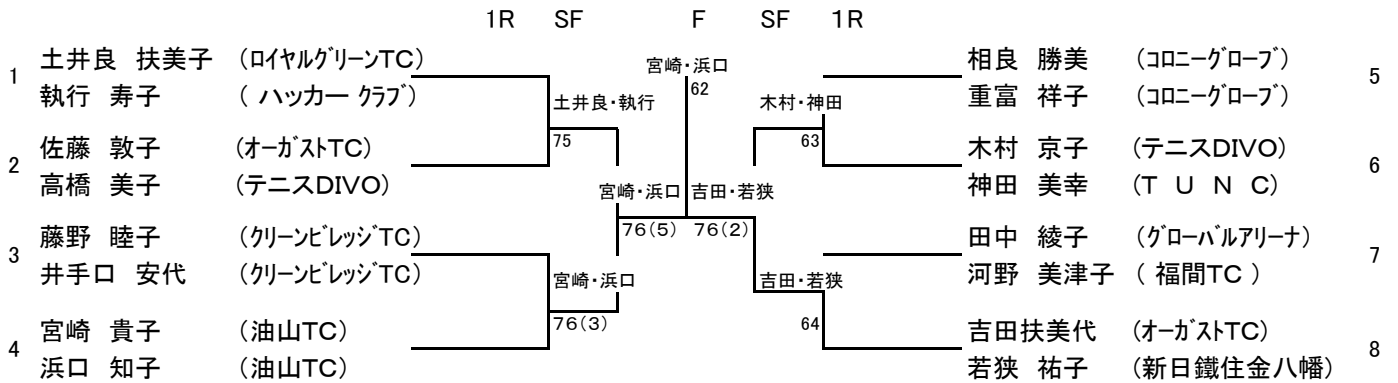 1R SF F SF 1R
1 土井良 扶美子 (ﾛｲﾔﾙｸﾞﾘｰﾝTC)
執行 寿子 ( ハッカー クラブ)
2 佐藤 敦子 (ｵｰｶﾞｽﾄTC)
高橋 美子 (テニスDIVO)
3 藤野 睦子 (ｸﾘｰﾝﾋﾞﾚｯｼﾞTC)
井手口 安代 (ｸﾘｰﾝﾋﾞﾚｯｼﾞTC)
4 宮崎 貴子 (油山TC)
浜口 知子 (油山TC)
土井良・執行
75
宮崎・浜口
76(3)
宮崎・浜口
76(5)
宮崎・浜口
62
吉田・若狭
76(2)
木村・神田
63
吉田・若狭
64
相良 勝美 (ｺﾛﾆｰｸﾞﾛｰﾌﾞ) 5
重富 祥子 (ｺﾛﾆｰｸﾞﾛｰﾌﾞ)
木村 京子 (テニスDIVO) 6
神田 美幸 (T U N C)
田中 綾子 (ｸﾞﾛｰﾊﾞﾙｱﾘｰﾅ) 7
河野 美津子 ( 福間TC )
吉田扶美代 (ｵｰｶﾞｽﾄTC) 8
若狭 祐子 (新日鐵住金八幡)